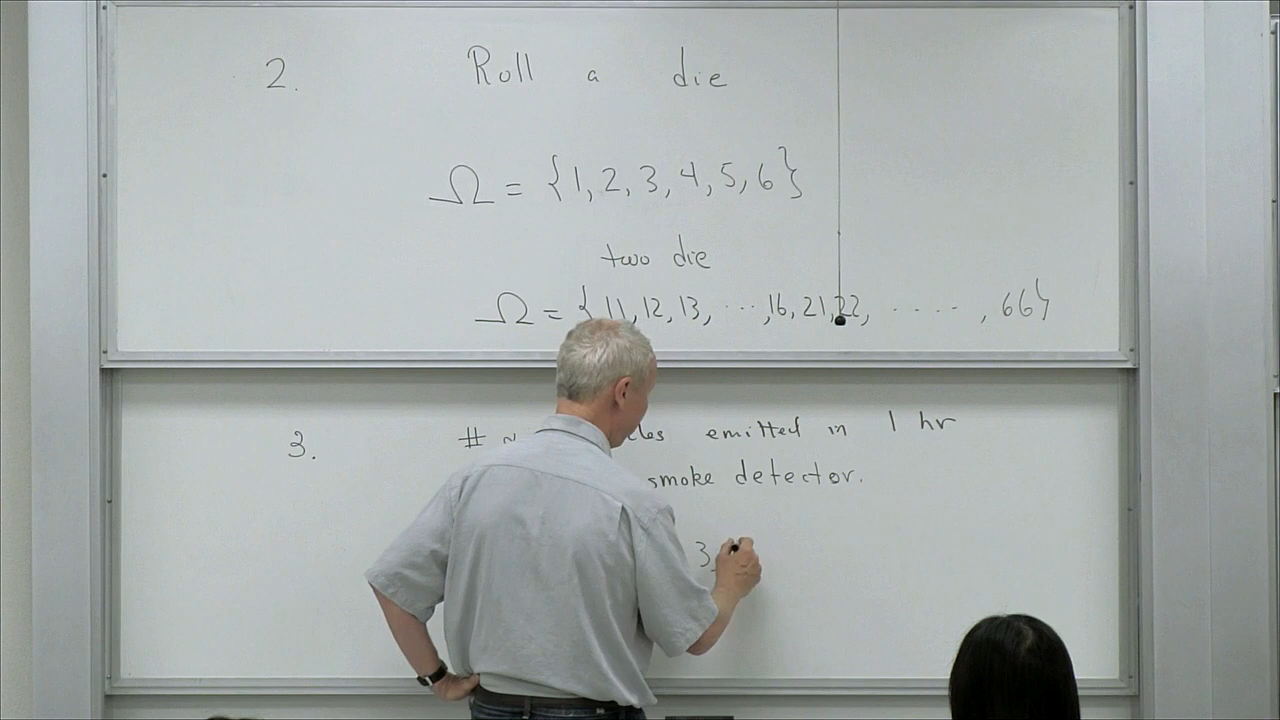 2. Roll a die
Ω = {1, 2, 3, 4, 5, 6}
two die
Ω = {11, 12, 13, ..., 16, 21, 22, ....., 66}
3. # emitted in 1 hr
smoke detector.
3